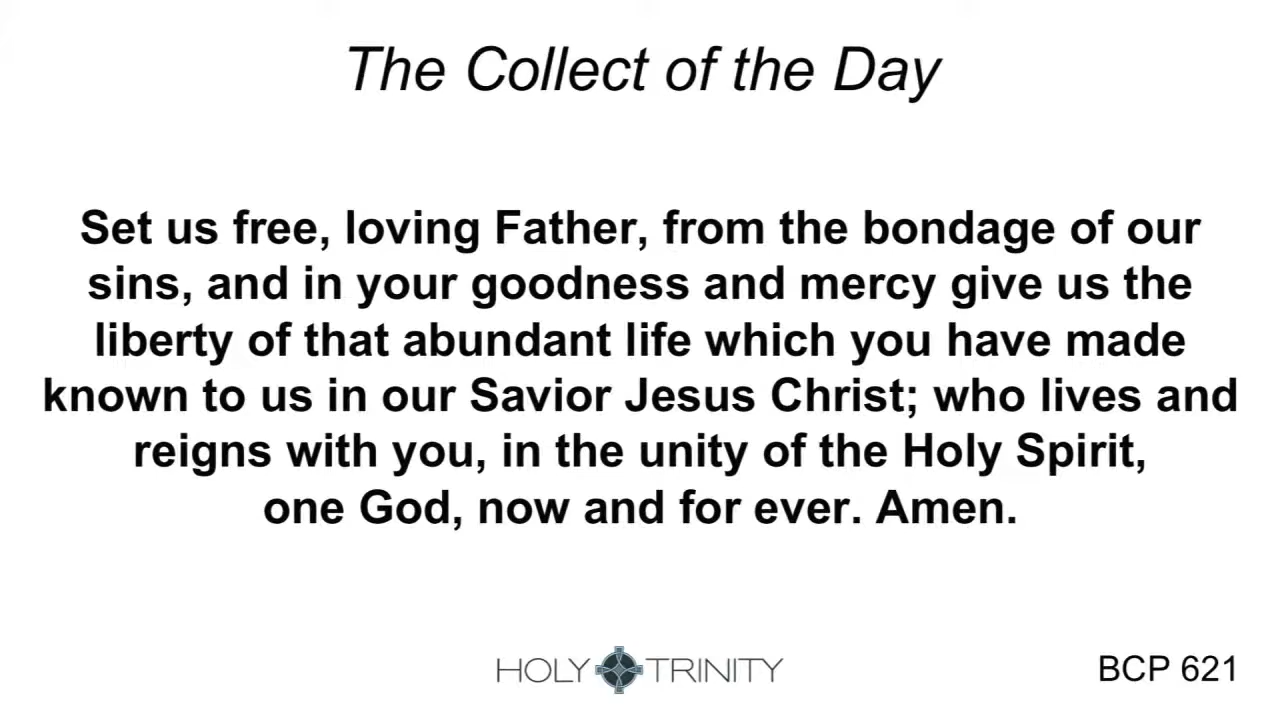 The Collect of the Day
Set us free, loving Father, from the bondage of our
sins, and in your goodness and mercy give us the
liberty of that abundant life which you have made
known to us in our Savior Jesus Christ; who lives and
reigns with you, in the unity of the Holy Spirit,
one God, now and for ever. Amen.
HOLY TRINITY
BCP 621